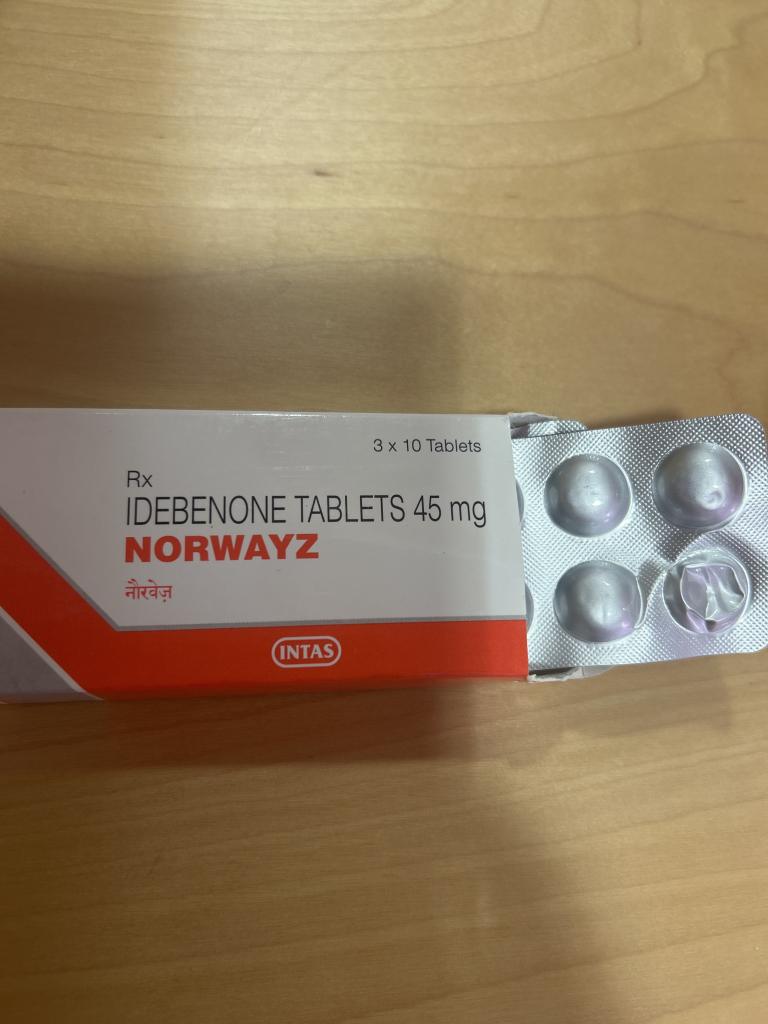 3 x 10 Tablets
Rx
IDEBENONE TABLETS 45 mg
NORWAYZ
नौरवेज़
INTAS